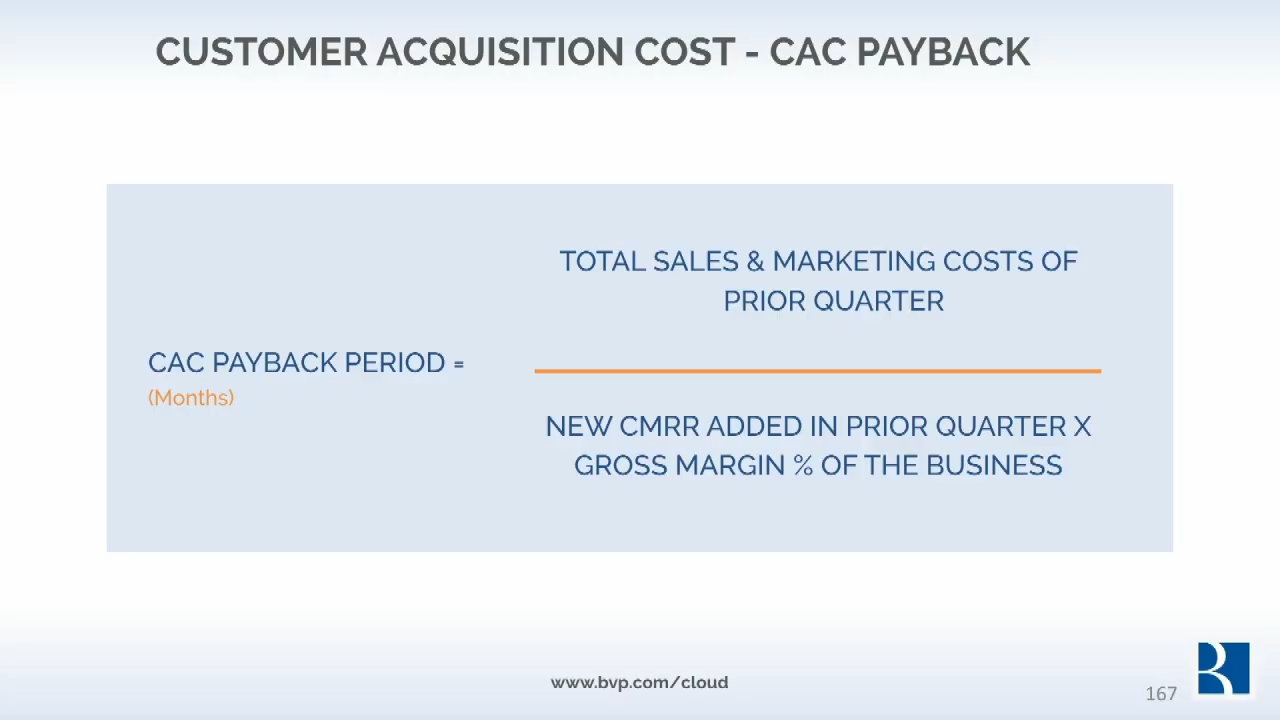 CUSTOMER ACQUISITION COST - CAC PAYBACK
TOTAL SALES & MARKETING COSTS OF
PRIOR QUARTER
CAC PAYBACK PERIOD =
(Months)
NEW CMRR ADDED IN PRIOR QUARTER X
GROSS MARGIN % OF THE BUSINESS
www.bvp.com/cloud
167